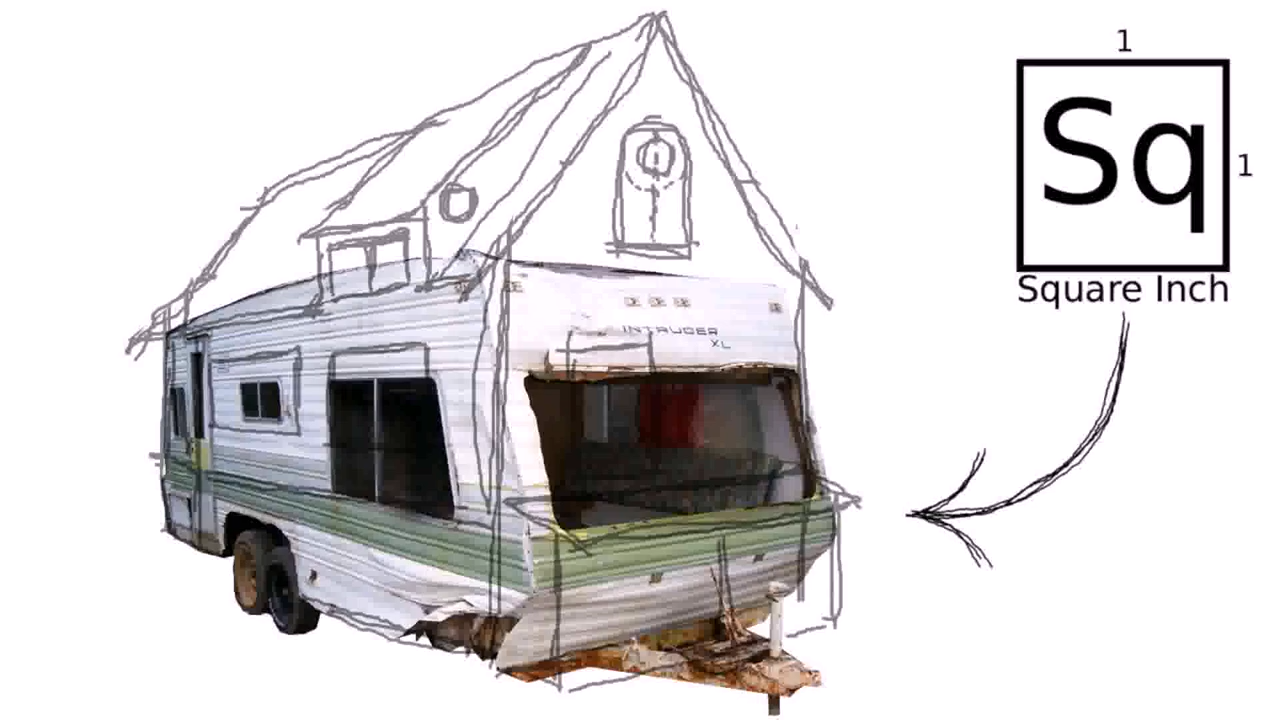 1
Sq
1
Square Inch
INTRUDER
XL